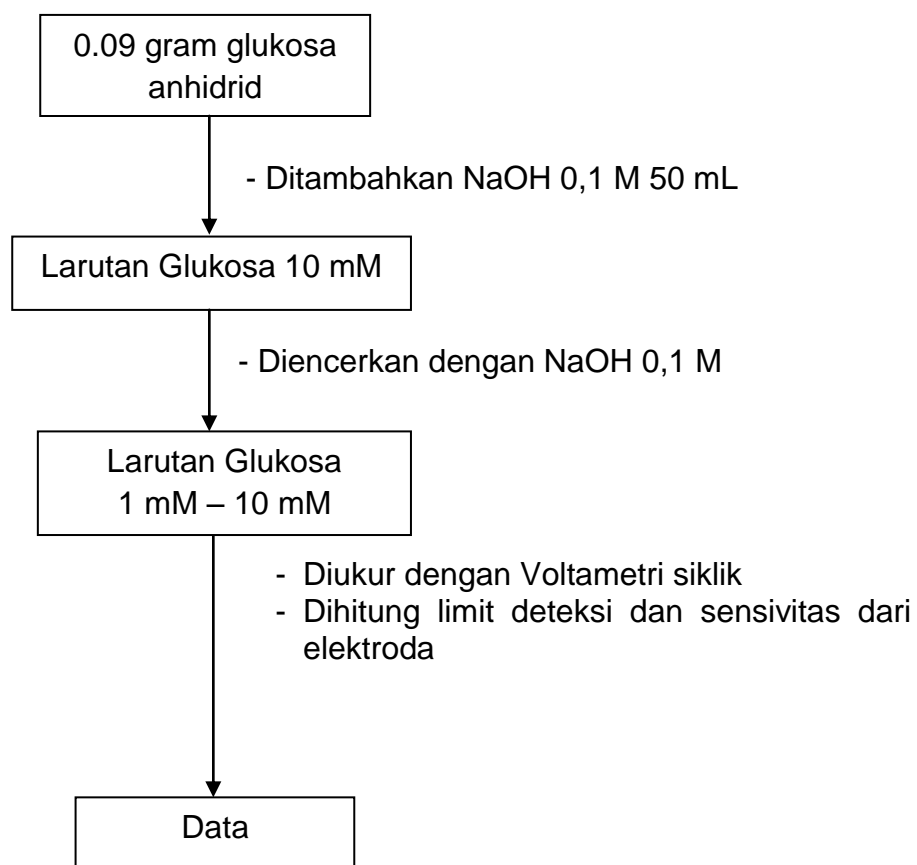 0.09 gram glukosa
anhidrid
- Ditambahkan NaOH 0,1 M 50 mL
Larutan Glukosa 10 mM
- Diencerkan dengan NaOH 0,1 M
Larutan Glukosa
1 mM – 10 mM
- Diukur dengan Voltametri siklik
- Dihitung limit deteksi dan sensivitas dari
elektroda
Data